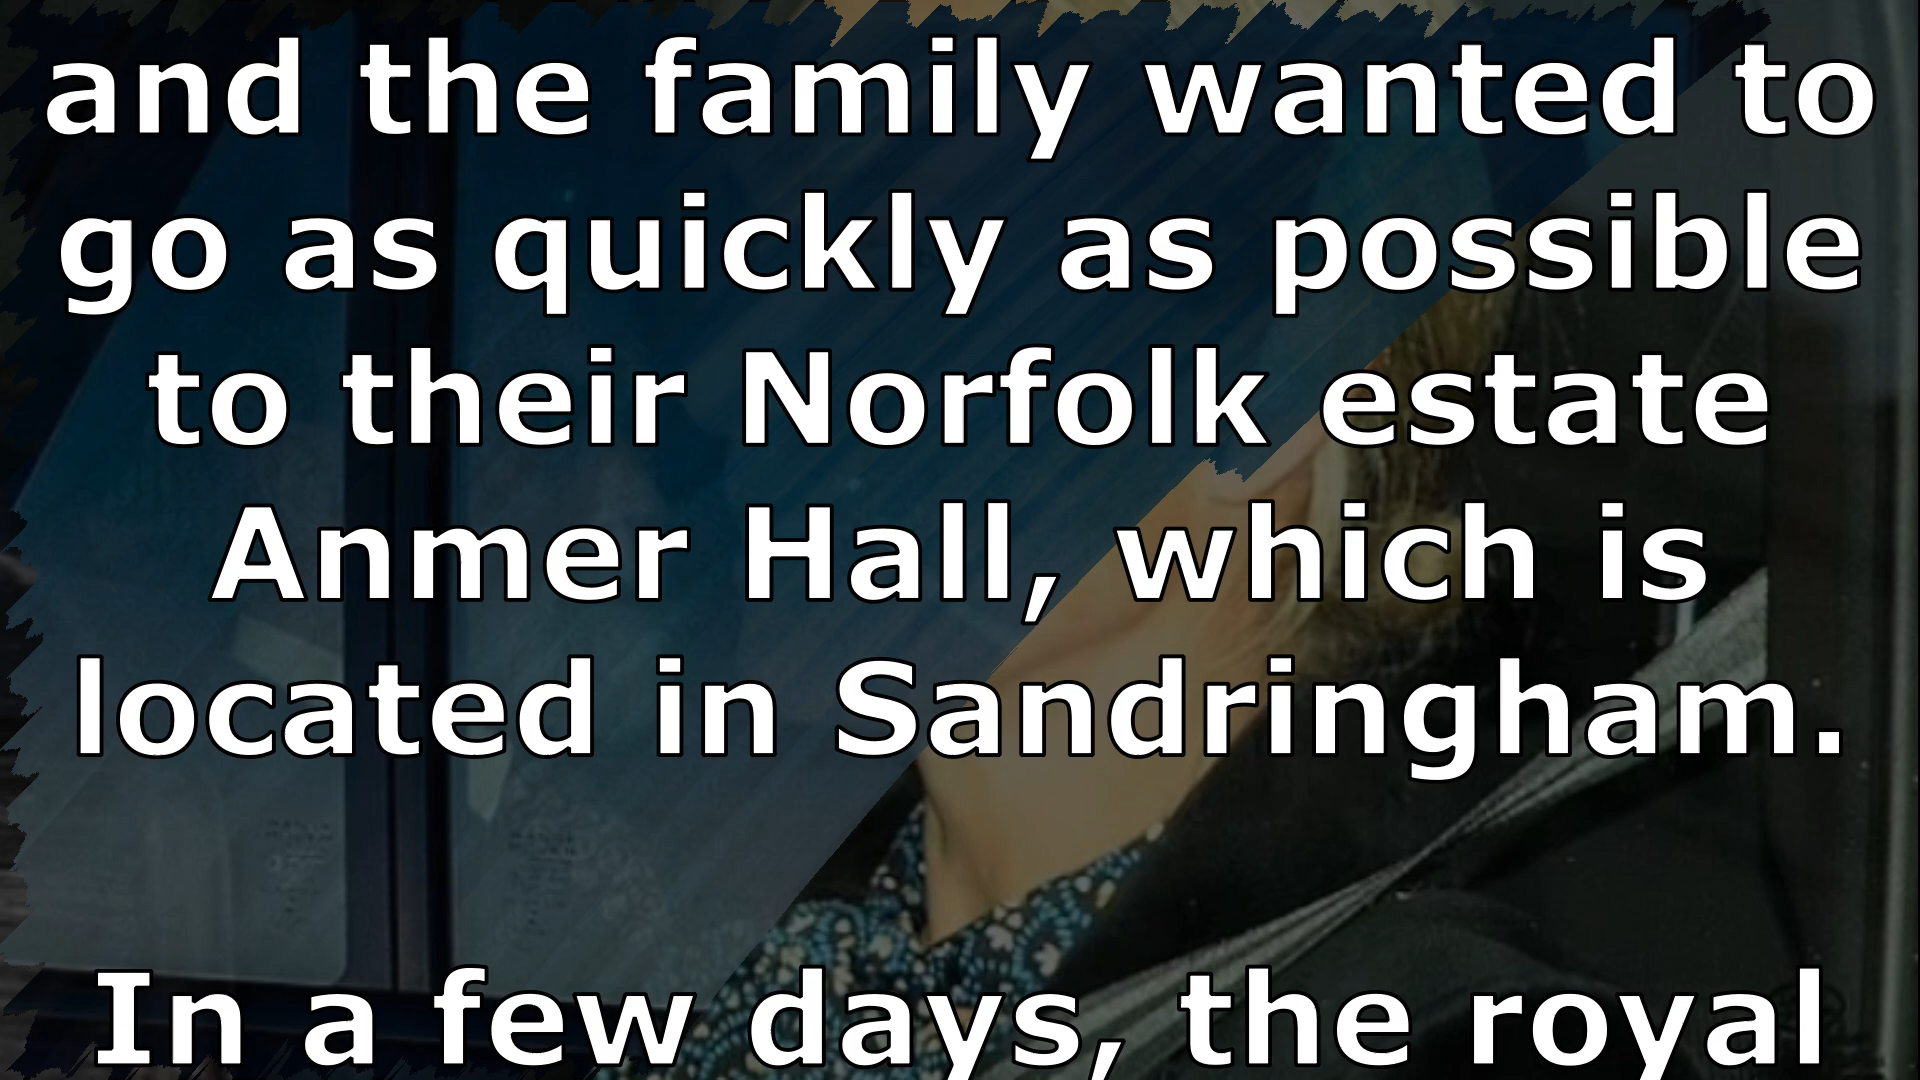 and the family wanted to
go as quickly as possible
to their Norfolk estate
Anmer Hall, which is
located in Sandringham.
In a few days, the royal